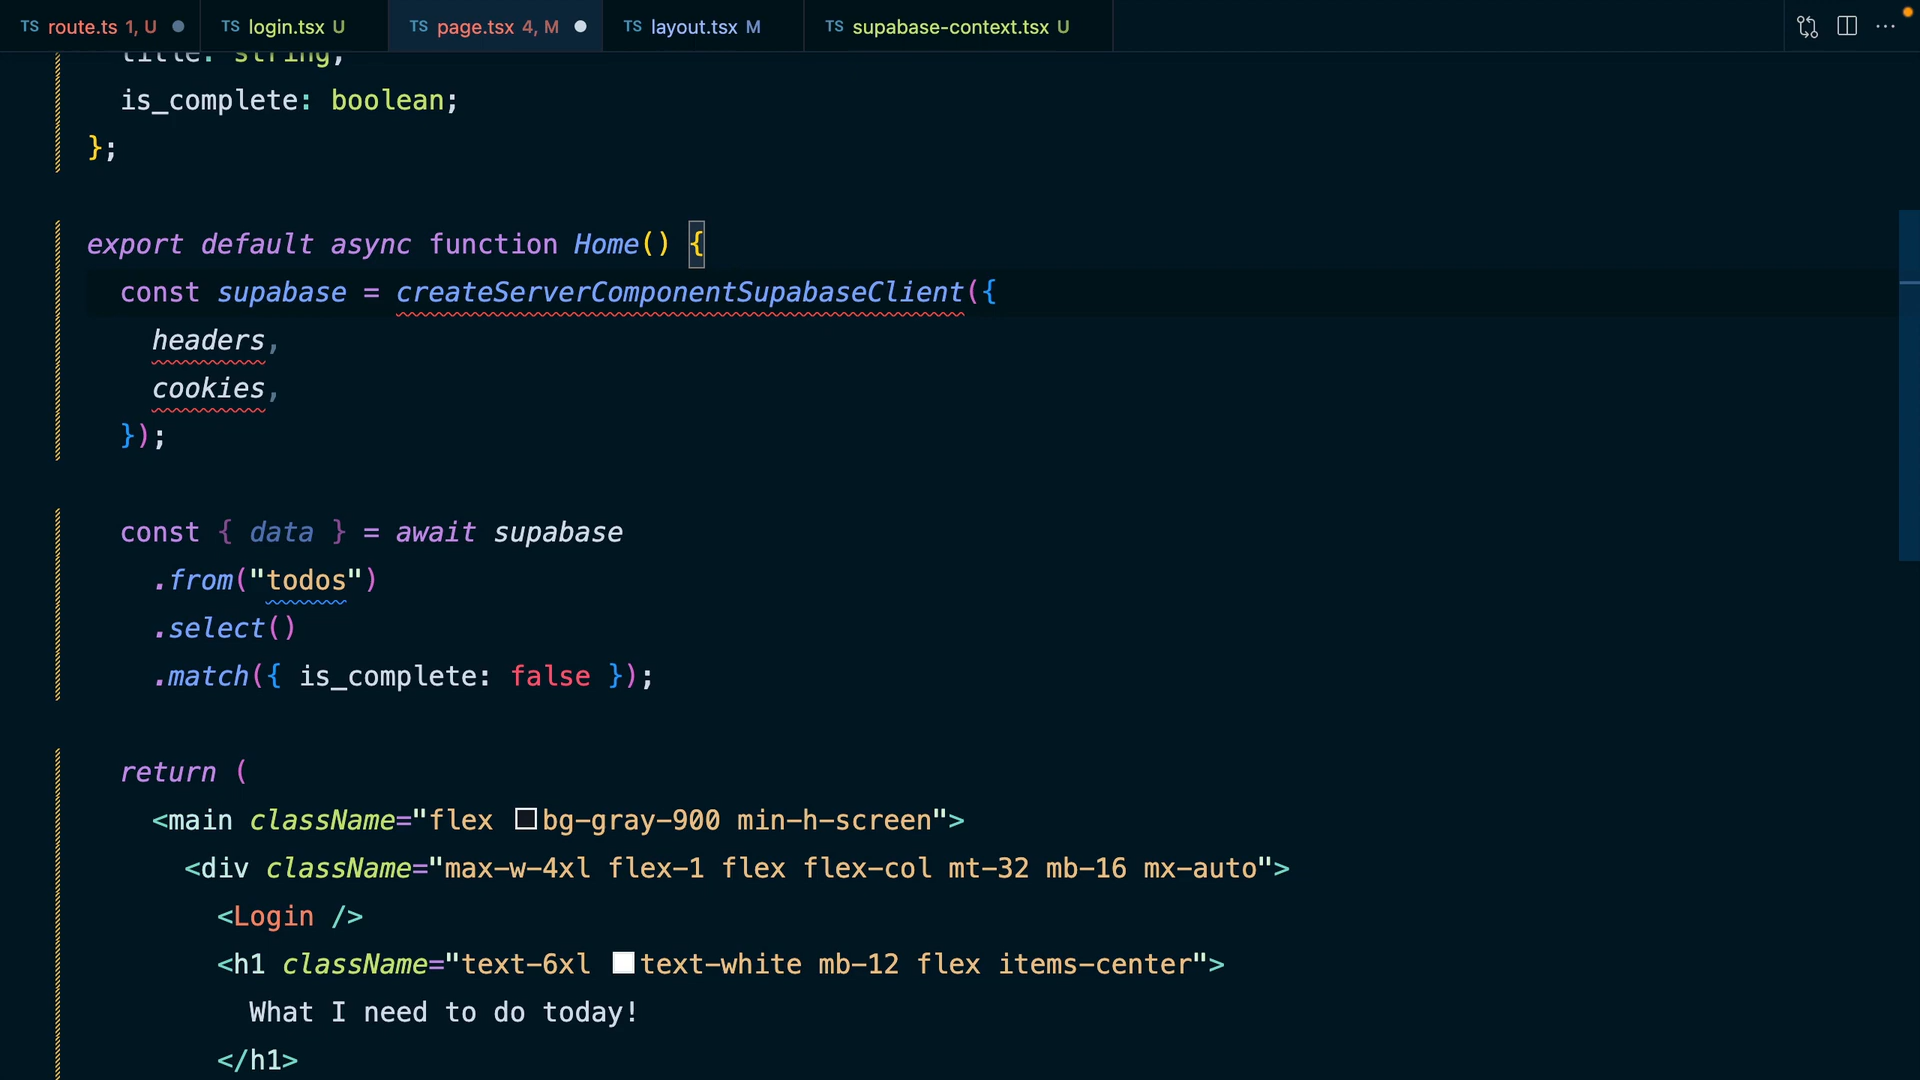 TS route.ts 1, U TS login.tsx U TS page.tsx 4, M TS layout.tsx M TS supabase-context.tsx U
title: string;
is_complete: boolean;
};
export default async function Home() {
const supabase = createServerComponentSupabaseClient({
headers,
cookies,
});
const { data } = await supabase
.from("todos")
.select()
.match({ is_complete: false });
return (
<main className="flex bg-gray-900 min-h-screen">
<div className="max-w-4xl flex-1 flex flex-col mt-32 mb-16 mx-auto">
<Login />
<h1 className="text-6xl text-white mb-12 flex items-center">
What I need to do today!
</h1>